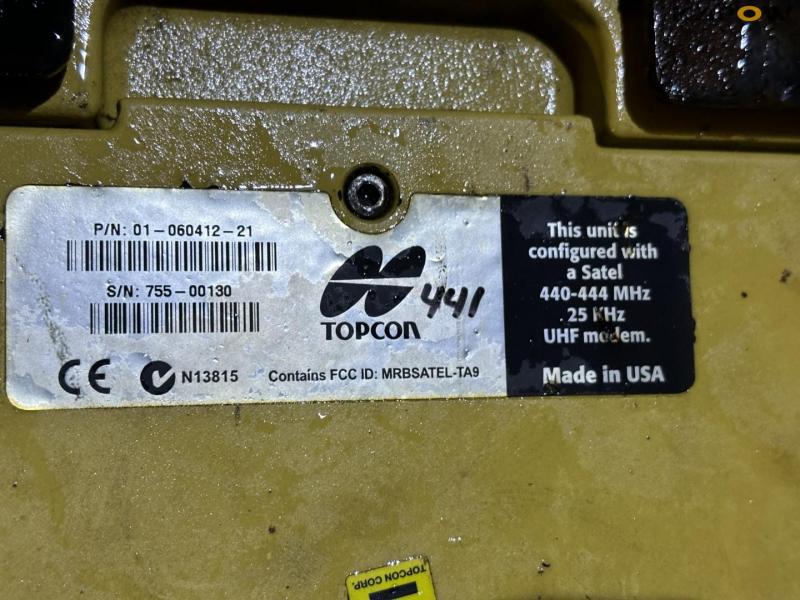 P/N: 01-060412-21
S/N: 755-00130
TOPCON
441
N13815
Contains FCC ID: MRBSATEL-TA9
This unit is
configured with
a Satel
440-444 MHz
25 KHz
UHF modem.
Made in USA
TOPCON CORP.